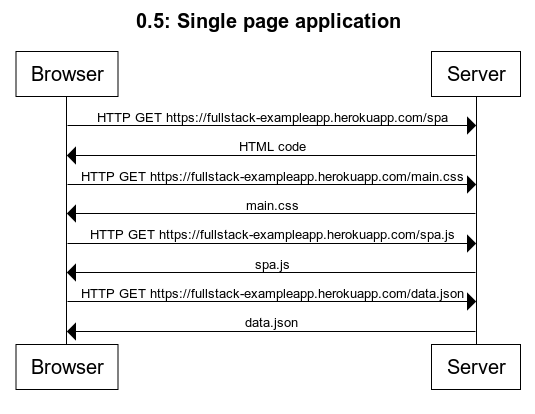 0.5: Single page application
Browser Server
HTTP GET https://fullstack-exampleapp.herokuapp.com/spa
HTML code
HTTP GET https://fullstack-exampleapp.herokuapp.com/main.css
main.css
HTTP GET https://fullstack-exampleapp.herokuapp.com/spa.js
spa.js
HTTP GET https://fullstack-exampleapp.herokuapp.com/data.json
data.json
Browser Server